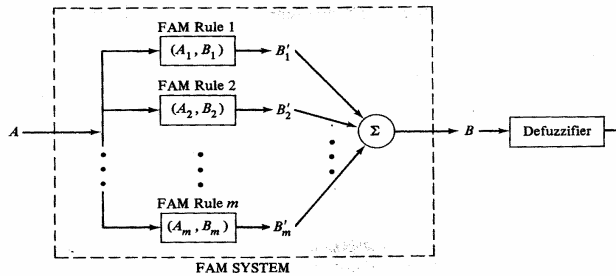 FAM Rule 1
(A₁, B₁)
B′₁
FAM Rule 2
(A₂, B₂)
B′₂
A
Σ
B
Defuzzifier
FAM Rule m
(Aₘ, Bₘ)
B′ₘ
FAM SYSTEM